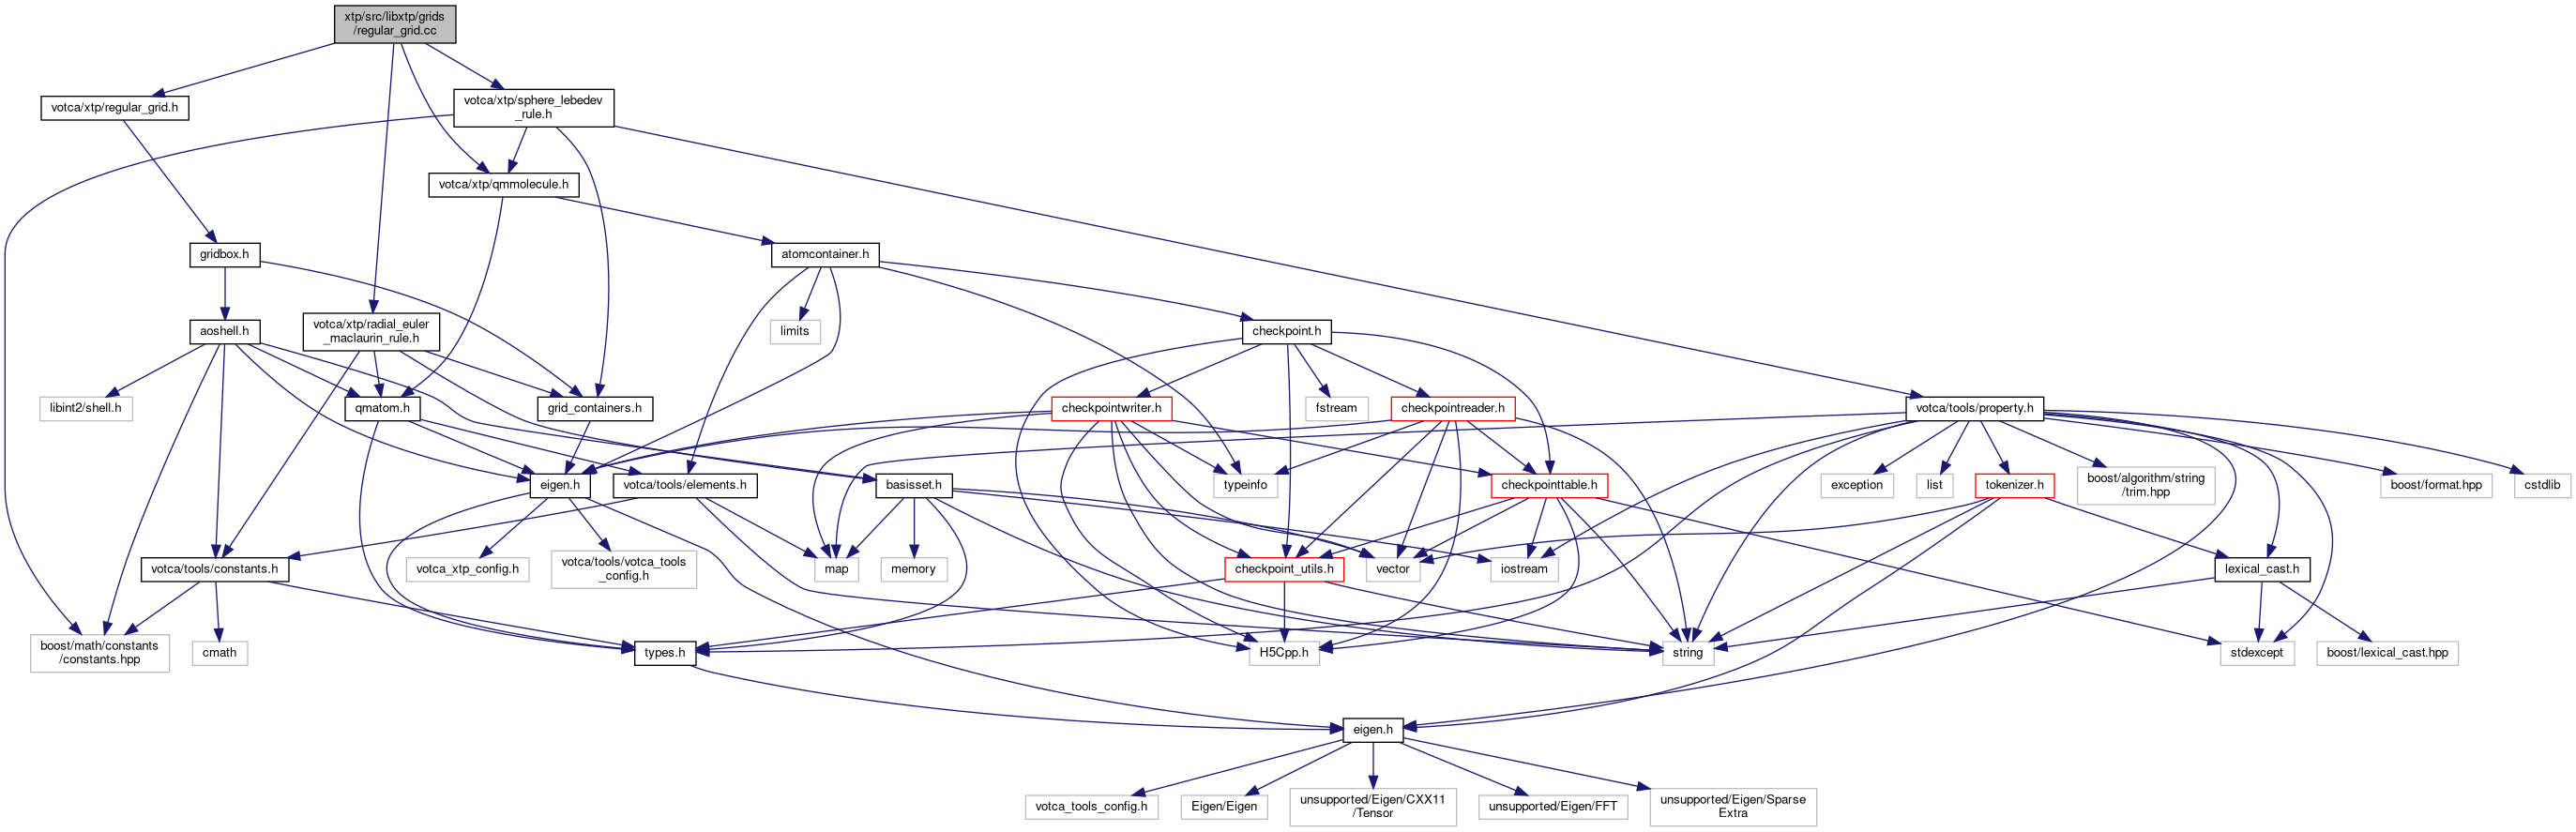 xtp/src/libxtp/grids
/regular_grid.cc
votca/xtp/regular_grid.h
votca/xtp/sphere_lebedev
_rule.h
votca/xtp/qmmolecule.h
gridbox.h
atomcontainer.h
aoshell.h
votca/xtp/radial_euler
_maclaurin_rule.h
limits
checkpoint.h
libint2/shell.h
qmatom.h
grid_containers.h
checkpointwriter.h
fstream
checkpointreader.h
votca/tools/property.h
eigen.h
votca/tools/elements.h
basisset.h
typeinfo
checkpointtable.h
exception
list
tokenizer.h
boost/algorithm/string
/trim.hpp
boost/format.hpp
cstdlib
votca/tools/constants.h
votca_xtp_config.h
votca/tools/votca_tools
_config.h
map
memory
checkpoint_utils.h
vector
iostream
lexical_cast.h
boost/math/constants
/constants.hpp
cmath
types.h
H5Cpp.h
string
stdexcept
boost/lexical_cast.hpp
eigen.h
votca_tools_config.h
Eigen/Eigen
unsupported/Eigen/CXX11
/Tensor
unsupported/Eigen/FFT
unsupported/Eigen/Sparse
Extra